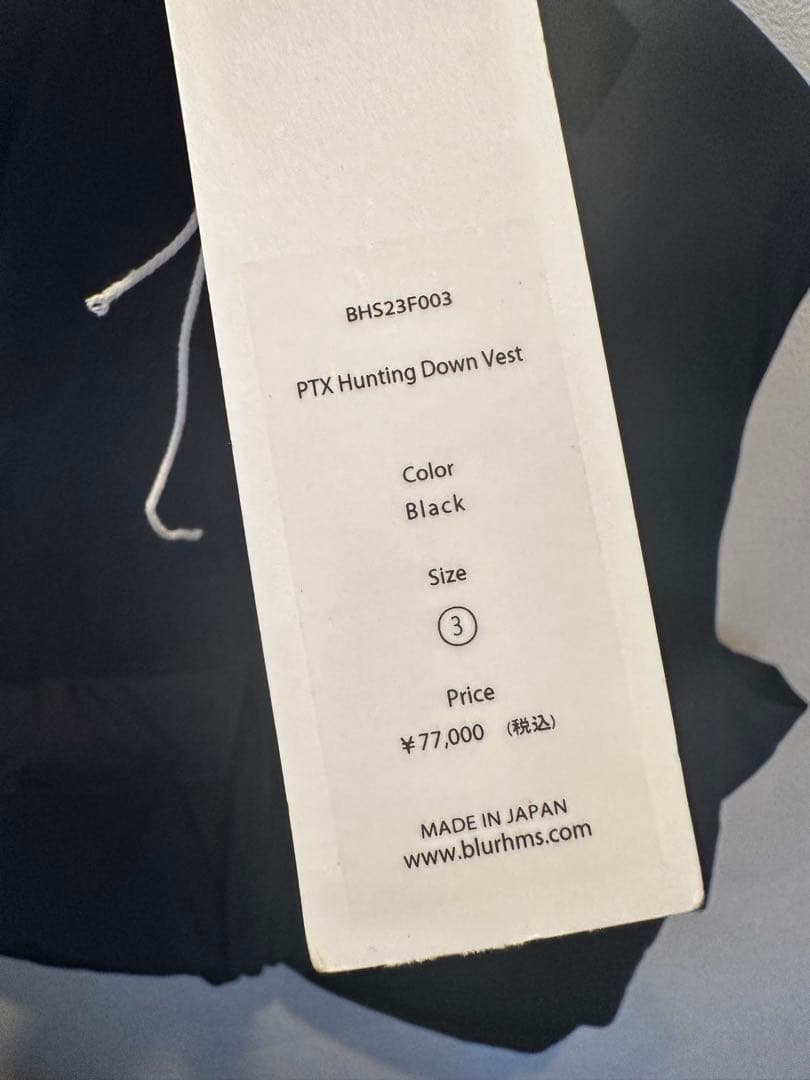 BHS23F003
PTX Hunting Down Vest
Color
Black
Size
③
Price
¥77,000 (税込)
MADE IN JAPAN
www.blurhms.com